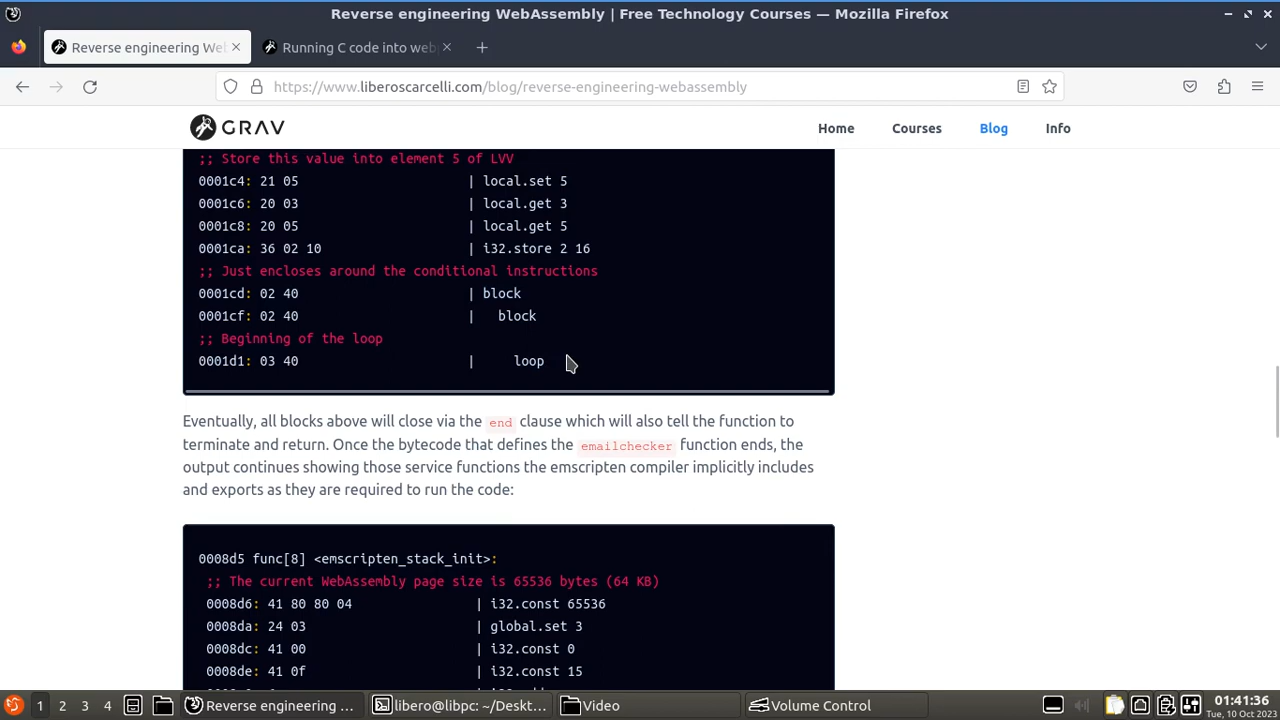 Reverse engineering WebAssembly | Free Technology Courses — Mozilla Firefox
Reverse engineering We
Running C code into web
https://www.liberoscarcelli.com/blog/reverse-engineering-webassembly
GRAV
Home Courses Blog Info
;; Store this value into element 5 of LVV
0001c4: 21 05 | local.set 5
0001c6: 20 03 | local.get 3
0001c8: 20 05 | local.get 5
0001ca: 36 02 10 | i32.store 2 16
;; Just encloses around the conditional instructions
0001cd: 02 40 | block
0001cf: 02 40 | block
;; Beginning of the loop
0001d1: 03 40 | loop
Eventually, all blocks above will close via the end clause which will also tell the function to
terminate and return. Once the bytecode that defines the emailchecker function ends, the
output continues showing those service functions the emscripten compiler implicitly includes
and exports as they are required to run the code:
0008d5 func[8] <emscripten_stack_init>:
;; The current WebAssembly page size is 65536 bytes (64 KB)
0008d6: 41 80 80 04 | i32.const 65536
0008da: 24 03 | global.set 3
0008dc: 41 00 | i32.const 0
0008de: 41 0f | i32.const 15
1 2 3 4 Reverse engineering ... libero@libpc: ~/Deskt... Video Volume Control 01:41:36
Tue, 10 Oct 2023